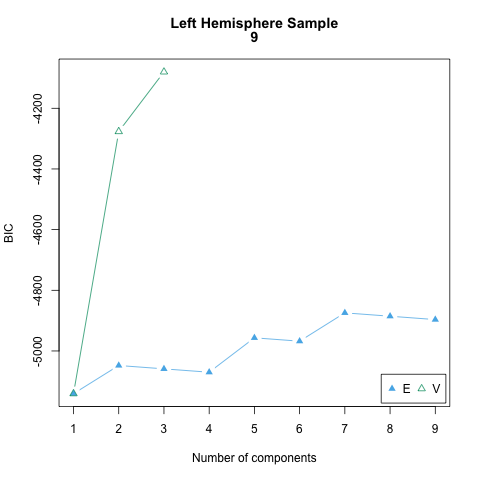 Left Hemisphere Sample
9
-4200
-4400
-4600
-4800
-5000
BIC
E V
1 2 3 4 5 6 7 8 9
Number of components